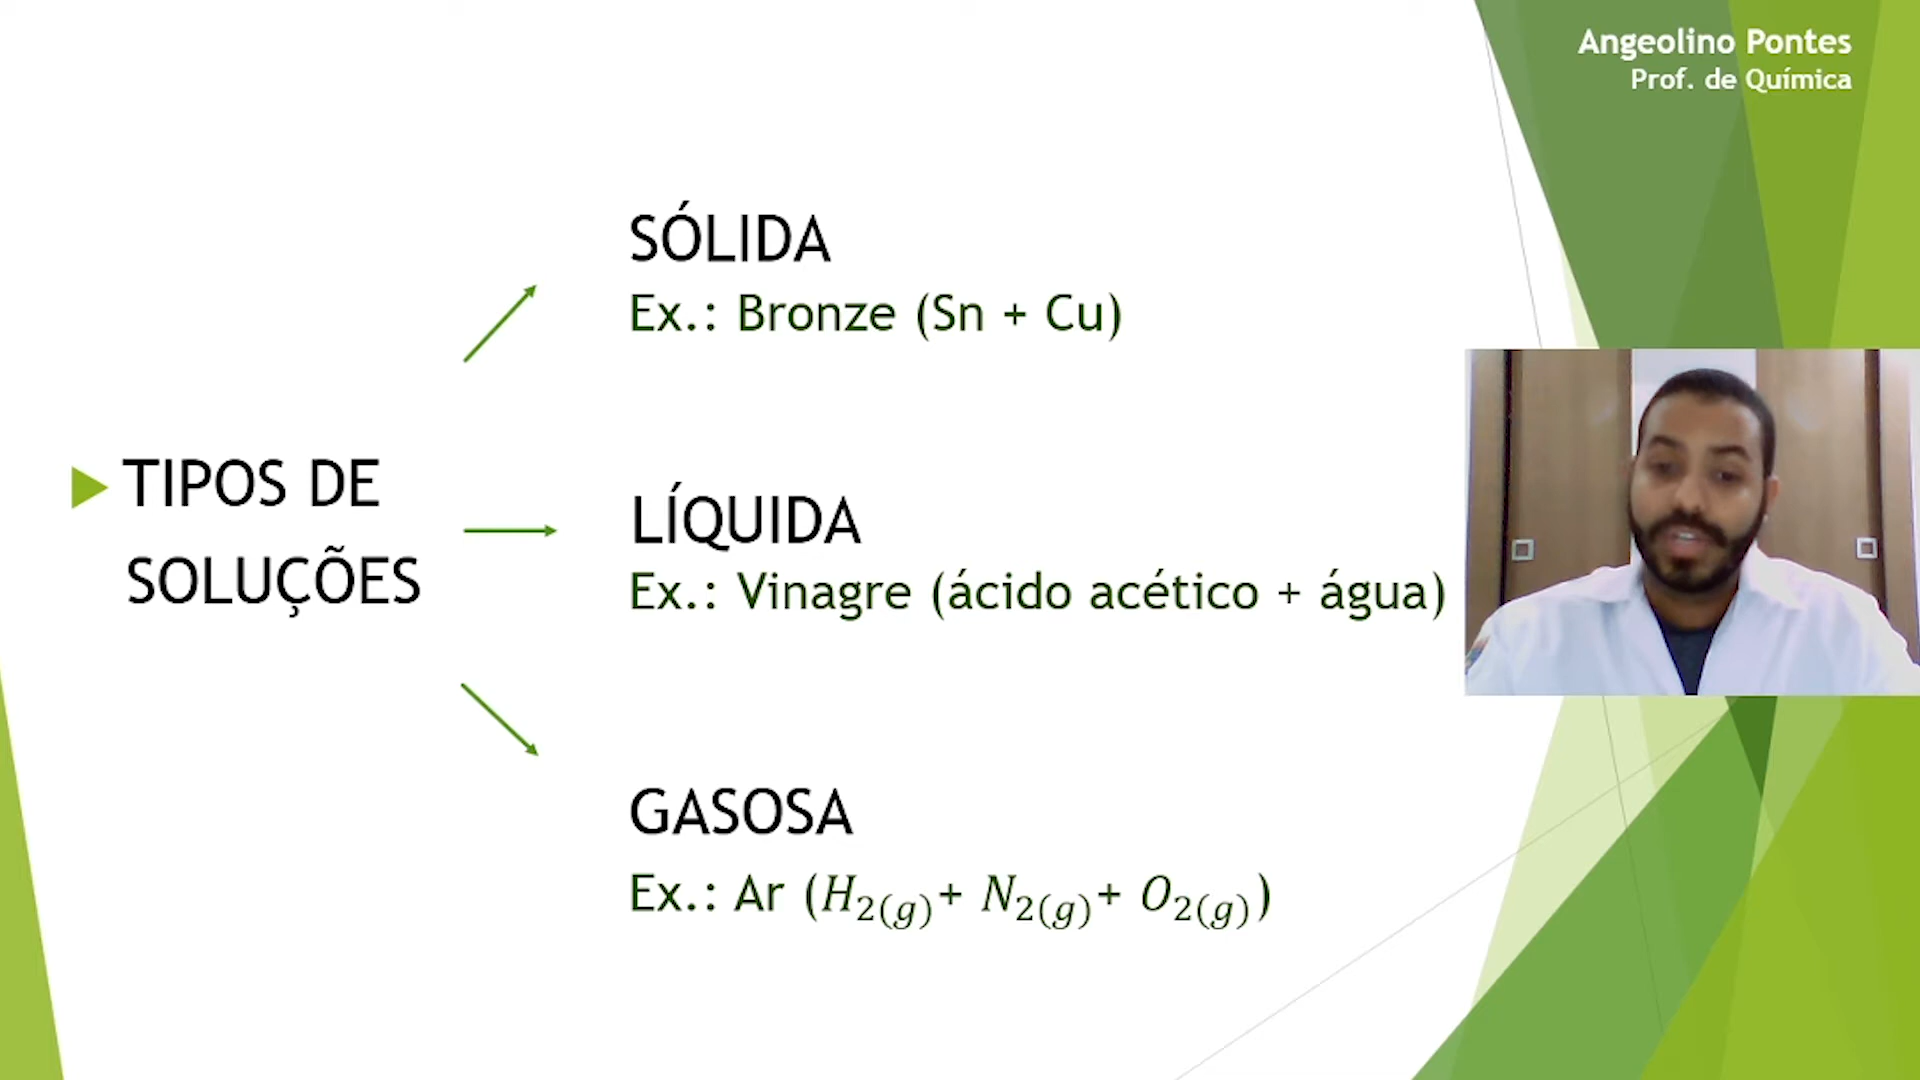 Angeolino Pontes
Prof. de Química
TIPOS DE
SOLUÇÕES
SÓLIDA
Ex.: Bronze (Sn + Cu)
LÍQUIDA
Ex.: Vinagre (ácido acético + água)
GASOSA
Ex.: Ar (H₂(g)+ N₂(g)+ O₂(g))